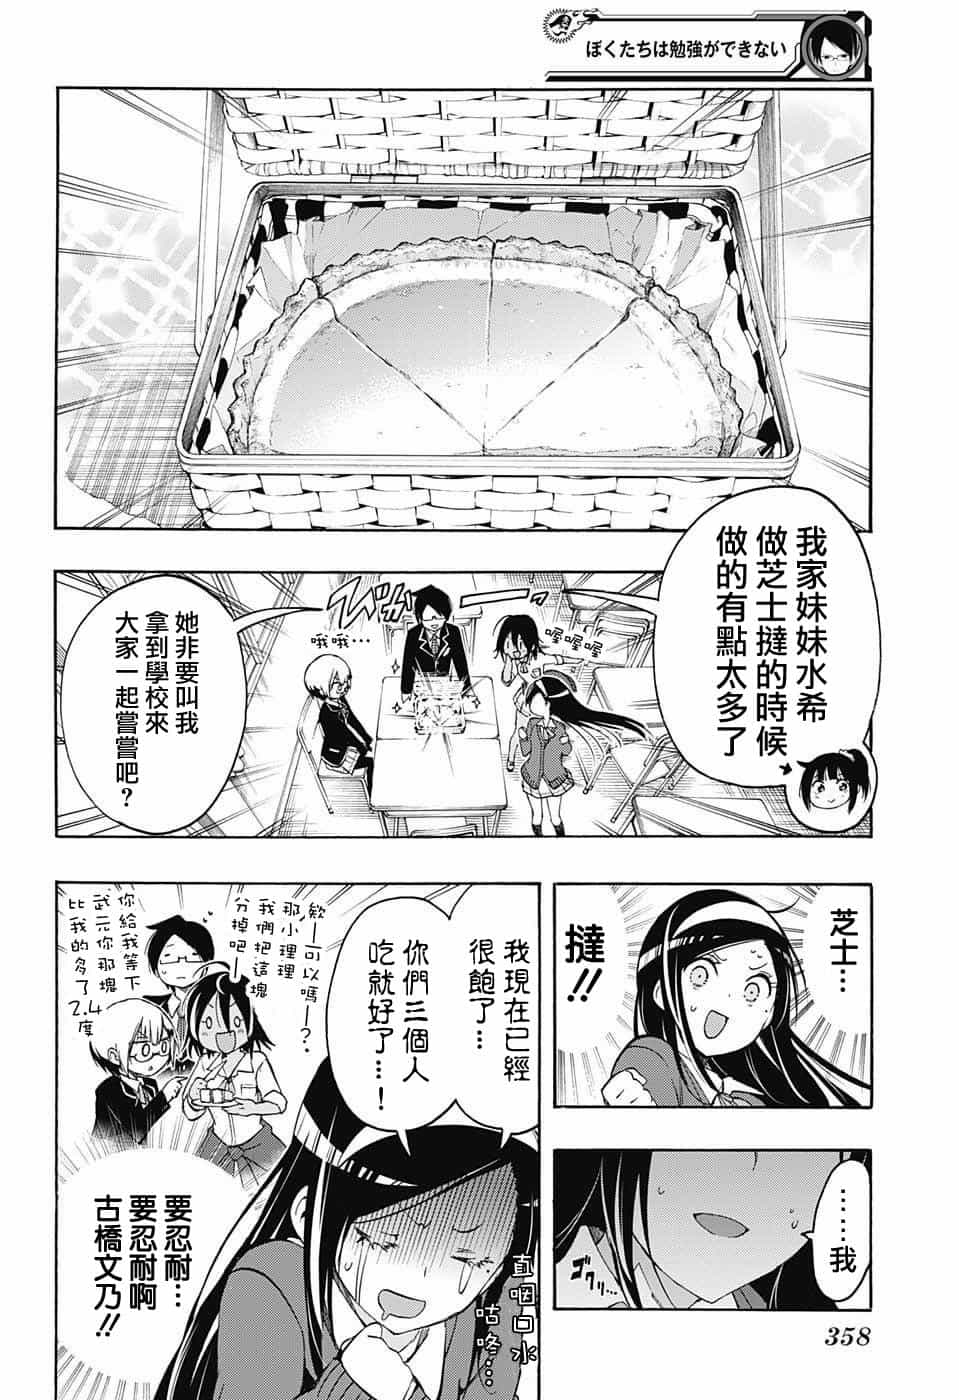 ぼくたちは勉強ができない
我家妹妹水希
做芝士撻的時候
做的有點太多了
喔喔喔
哦哦…
她非要叫我
拿到學校來
大家一起嘗嘗吧？
芝士…
撻!!
……我
ゴクッ…
我現在已經
很飽了…
你們三個人
吃就好了…！
欸—可以嗎—？
那小理理
我們把這塊
分掉吧—
你給我等下
武元你那塊
比我的多了2.4度
直咽口水
咕咚…
要忍耐…
要忍耐啊
古橋文乃!!
358